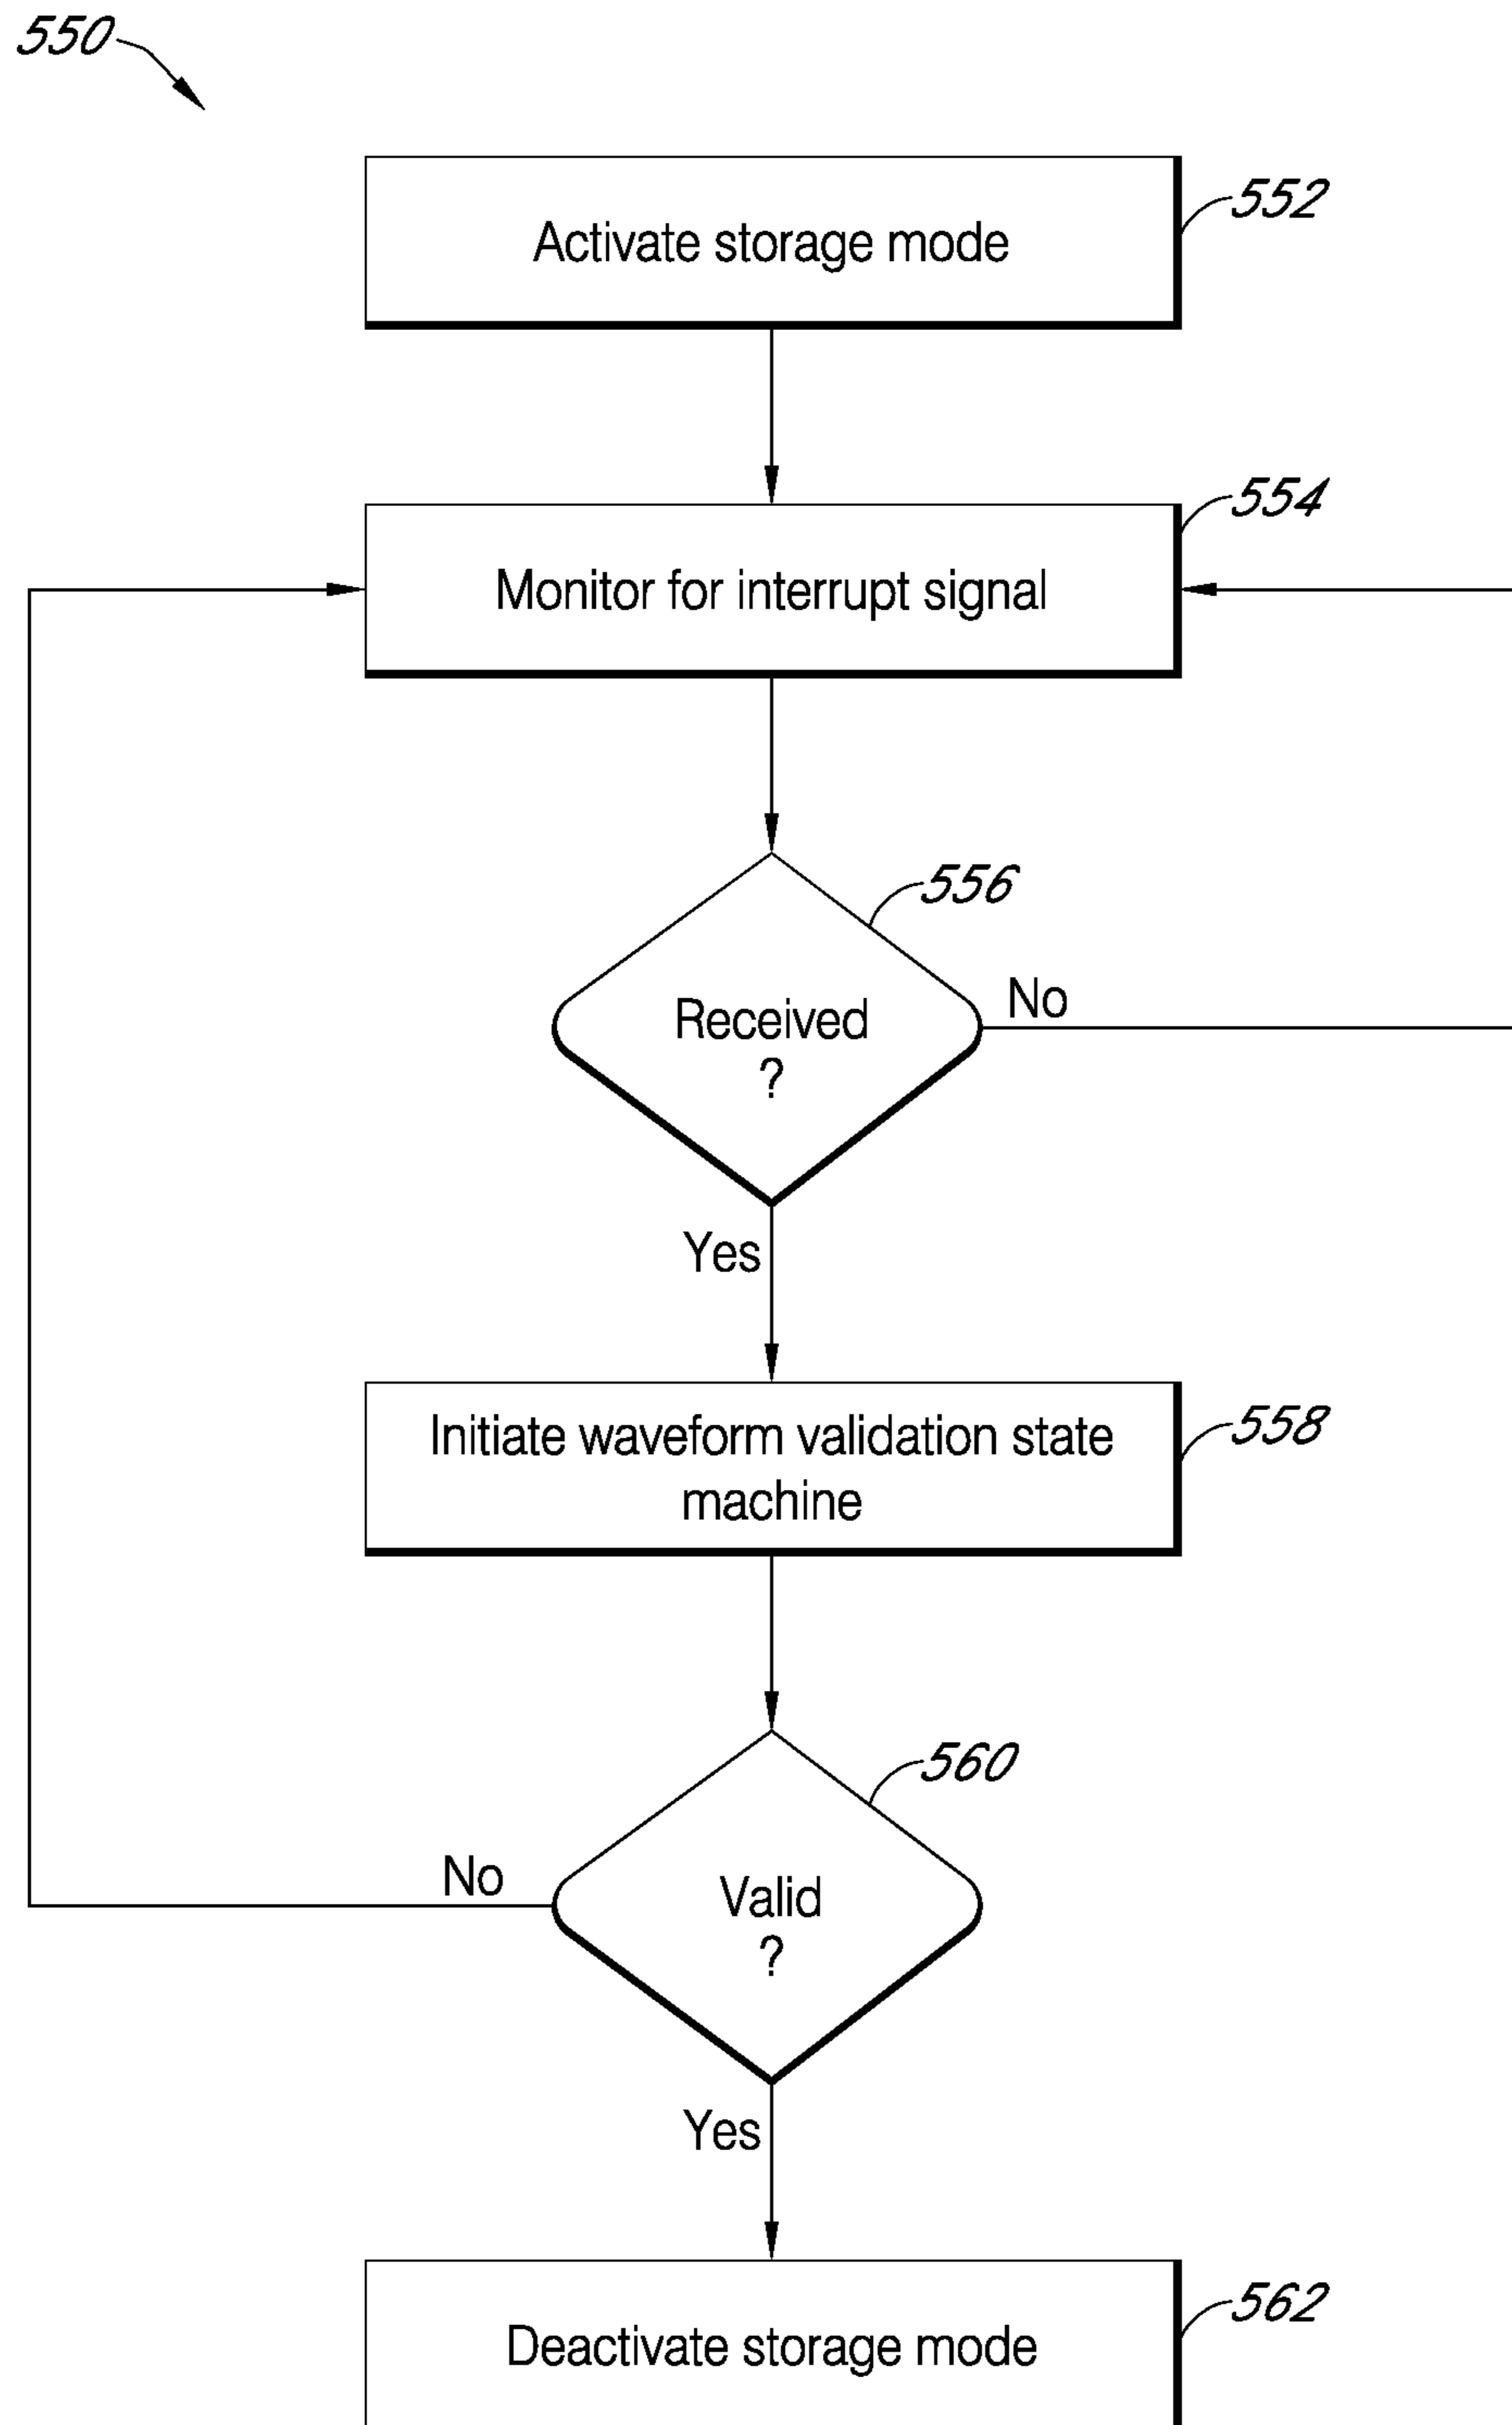 550
552
Activate storage mode
554
Monitor for interrupt signal
556
Received
?
No
Yes
558
Initiate waveform validation state
machine
560
Valid
?
No
Yes
562
Deactivate storage mode